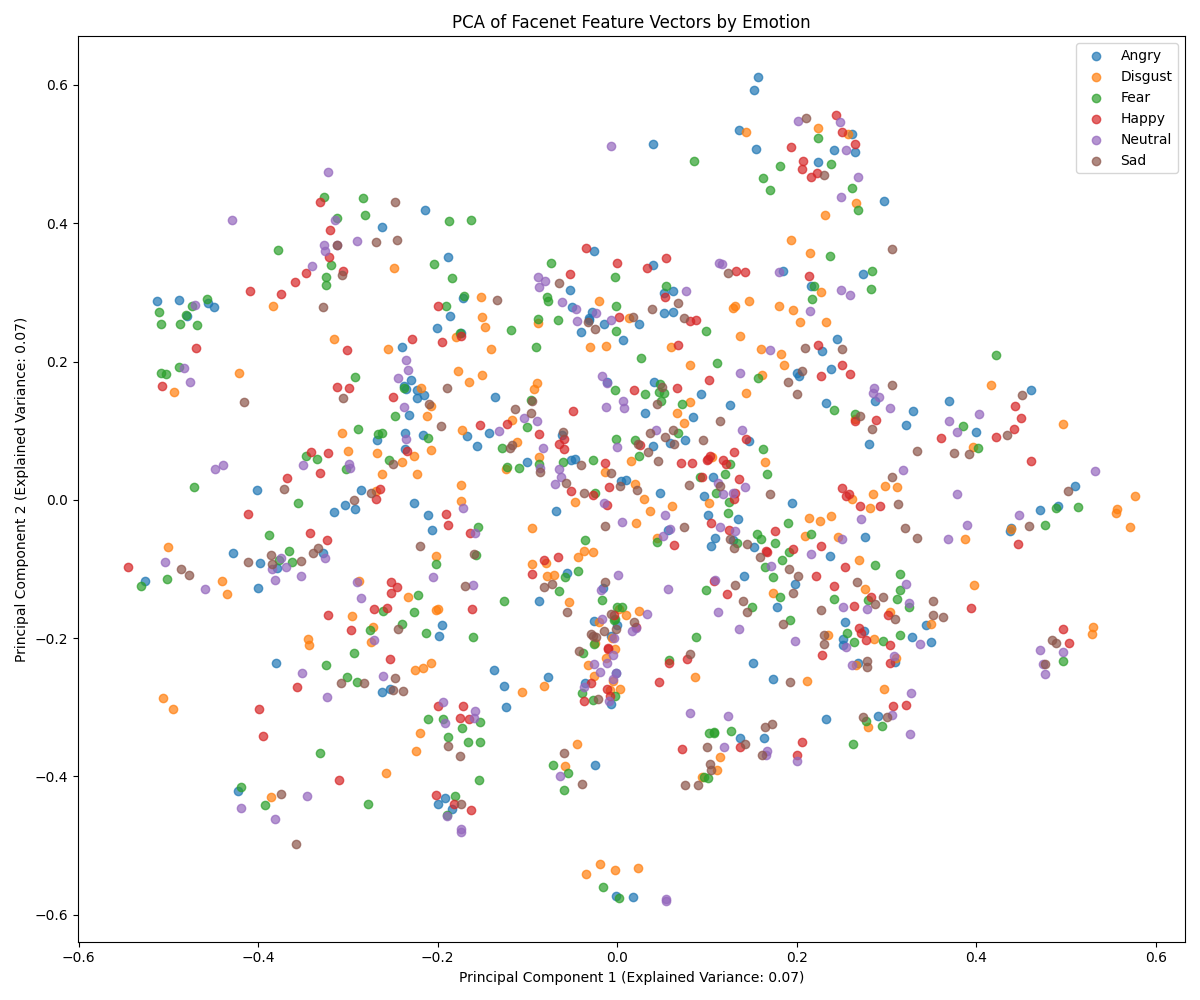 PCA of Facenet Feature Vectors by Emotion
Angry
Disgust
Fear
Happy
Neutral
Sad
Principal Component 2 (Explained Variance: 0.07)
0.6
0.4
0.2
0.0
−0.2
−0.4
−0.6
−0.6
−0.4
−0.2
0.0
0.2
0.4
0.6
Principal Component 1 (Explained Variance: 0.07)